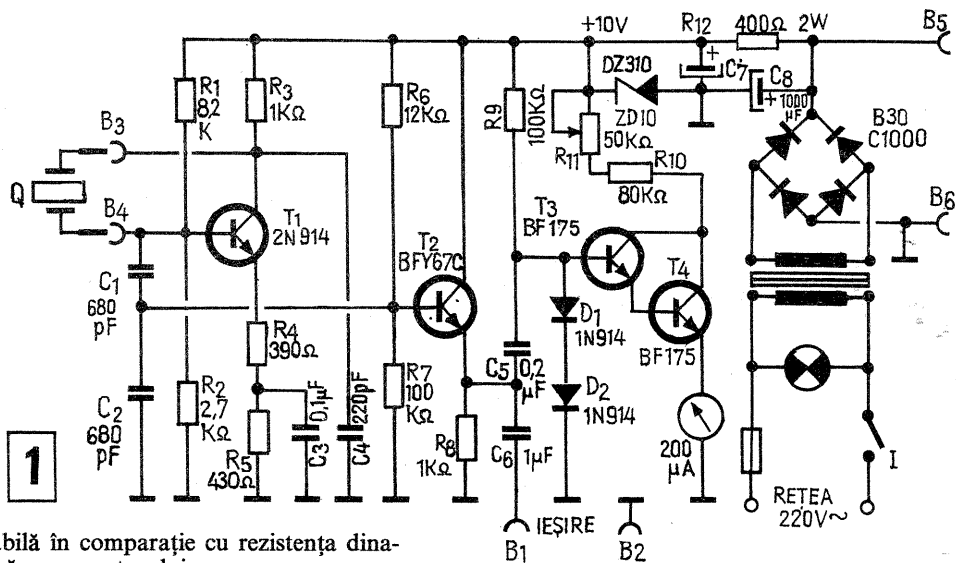 +10V
R12
400Ω
2W
B5
DZ310
C7
C8
+ 1000 µF
ZD10
B30
C1000
R1
8,2
K
R3
1KΩ
R6
12KΩ
R9
100KΩ
50KΩ
R11
R10
80KΩ
B3
Q
B4
T1
2N914
T2
BFY67C
T3
BF175
T4
BF175
B6
C1
680
pF
R4
390Ω
D1
1N914
C5
0,2
µF
C2
680
pF
R2
2,7
KΩ
R5
430Ω
0,1µF
C3
220pF
C4
R7
100
KΩ
R8
1KΩ
C6
1µF
D2
1N914
200
µA
I
REȚEA
220V~
1
IEȘIRE
B1
B2
bilă în comparație cu rezistența dina-